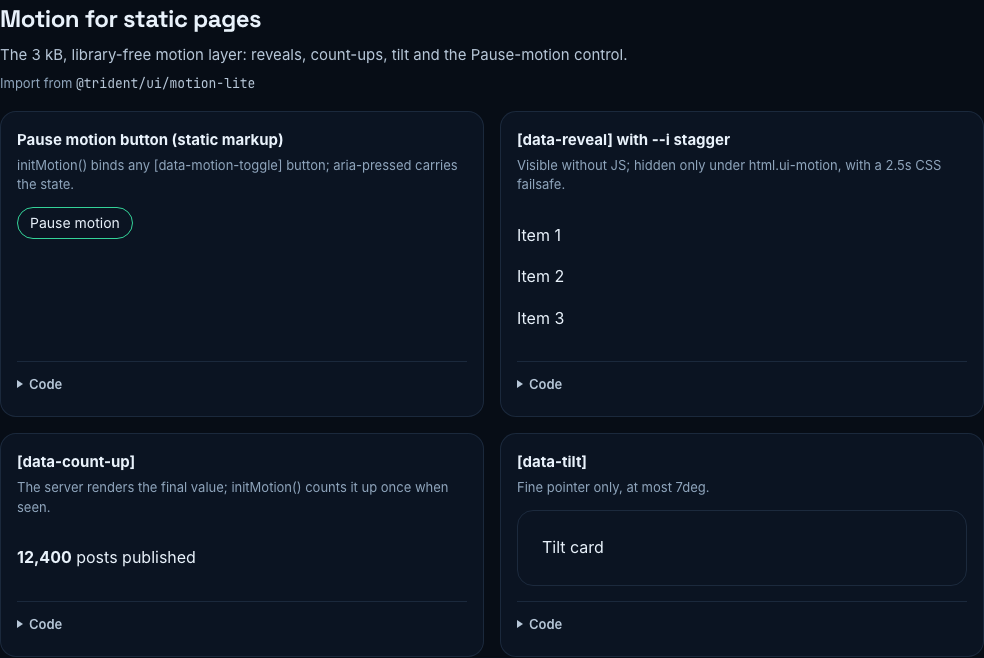 Motion for static pages
The 3 kB, library-free motion layer: reveals, count-ups, tilt and the Pause-motion control.
Import from @trident/ui/motion-lite
Pause motion button (static markup)
initMotion() binds any [data-motion-toggle] button; aria-pressed carries
the state.
Pause motion
Code
[data-reveal] with --i stagger
Visible without JS; hidden only under html.ui-motion, with a 2.5s CSS
failsafe.
Item 1
Item 2
Item 3
Code
[data-count-up]
The server renders the final value; initMotion() counts it up once when
seen.
12,400 posts published
Code
[data-tilt]
Fine pointer only, at most 7deg.
Tilt card
Code